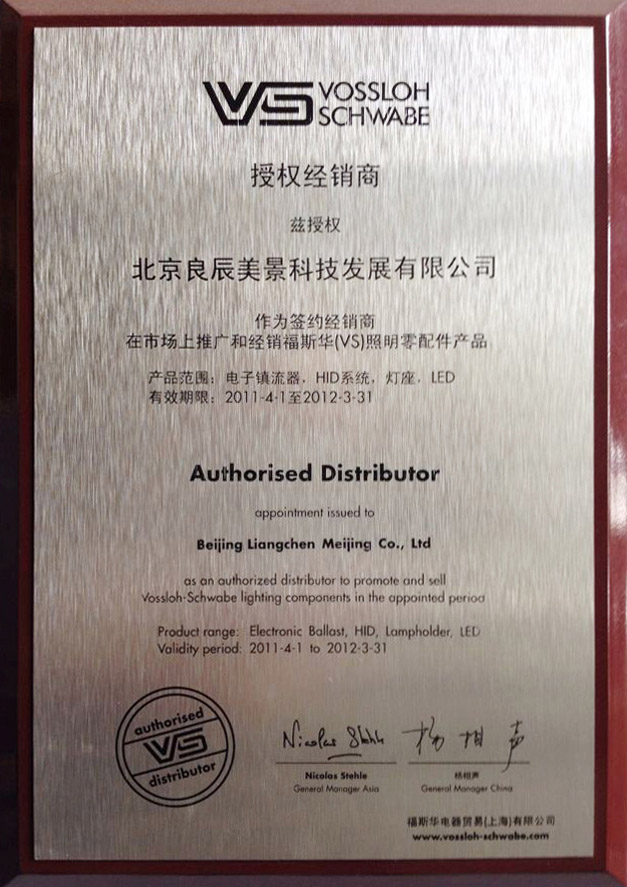 VS VOSSLOH
SCHWABE
授权经销商
兹授权
北京良辰美景科技发展有限公司
作为签约经销商
在市场上推广和经销福斯华(VS)照明零配件产品
产品范围：电子镇流器，HID系统，灯座，LED
有效期限：2011-4-1至2012-3-31
Authorised Distributor
appointment issued to
Beijing Liangchen Meijing Co., Ltd
as an authorized distributor to promote and sell
Vossloh-Schwabe lighting components in the appointed period
Product range: Electronic Ballast, HID, Lampholder, LED
Validity period: 2011-4-1 to 2012-3-31
authorised
VS
distributor
Nicolas Stehle
杨相声
Nicolas Stehle
General Manager Asia
杨相声
General Manager China
福斯华电器贸易(上海)有限公司
www.vossloh-schwabe.com